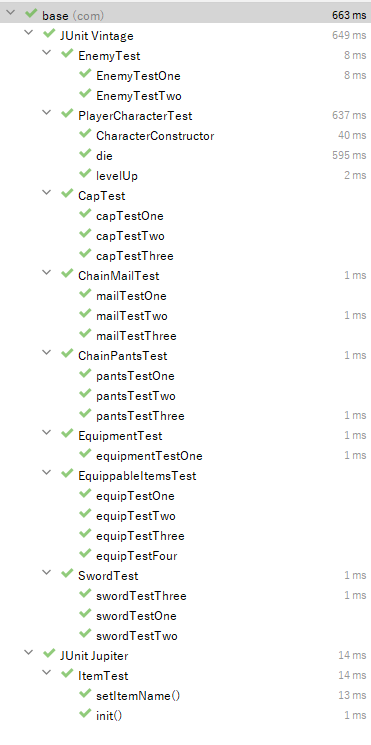 base (com) 663 ms
JUnit Vintage 649 ms
EnemyTest 8 ms
EnemyTestOne 8 ms
EnemyTestTwo
PlayerCharacterTest 637 ms
CharacterConstructor 40 ms
die 595 ms
levelUp 2 ms
CapTest
capTestOne
capTestTwo
capTestThree
ChainMailTest 1 ms
mailTestOne
mailTestTwo 1 ms
mailTestThree
ChainPantsTest 1 ms
pantsTestOne
pantsTestTwo
pantsTestThree 1 ms
EquipmentTest 1 ms
equipmentTestOne 1 ms
EquippableItemsTest
equipTestOne
equipTestTwo
equipTestThree
equipTestFour
SwordTest 1 ms
swordTestThree 1 ms
swordTestOne
swordTestTwo
JUnit Jupiter 14 ms
ItemTest 14 ms
setItemName() 13 ms
init() 1 ms